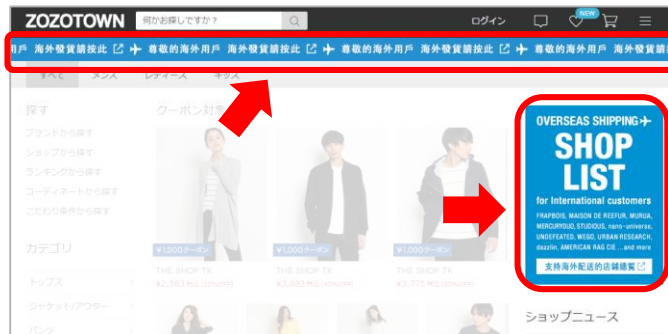 ZOZOTOWN
何かお探しですか？
ログイン
NEW
用戶 海外發貨請按此 尊敬的海外用戶 海外發貨請按此 尊敬的海外用戶 海外發貨請按此 尊敬的海外用戶 海外發貨請
すべて メンズ レディース キッズ
探す
ブランドから探す
ショップから探す
ランキングから探す
コーディネートから探す
こだわり条件から探す
カテゴリ
トップス
ジャケット/アウター
パンツ
クーポン対象
¥1,000クーポン
¥1,000クーポン
¥1,000クーポン
THE SHOP TK
THE SHOP TK
THE SHOP TK
OVERSEAS SHIPPING
SHOP
LIST
for International customers
FRAPBOIS, MAISON DE REEFUR, MURUA,
MERCURYDUO, STUDIOUS, nano・universe,
UNDEFEATED, WEGO, URBAN RESEARCH,
dazzlin, AMERICAN RAG CIE ...and more
支持海外配送的店鋪總覧
ショップニュース